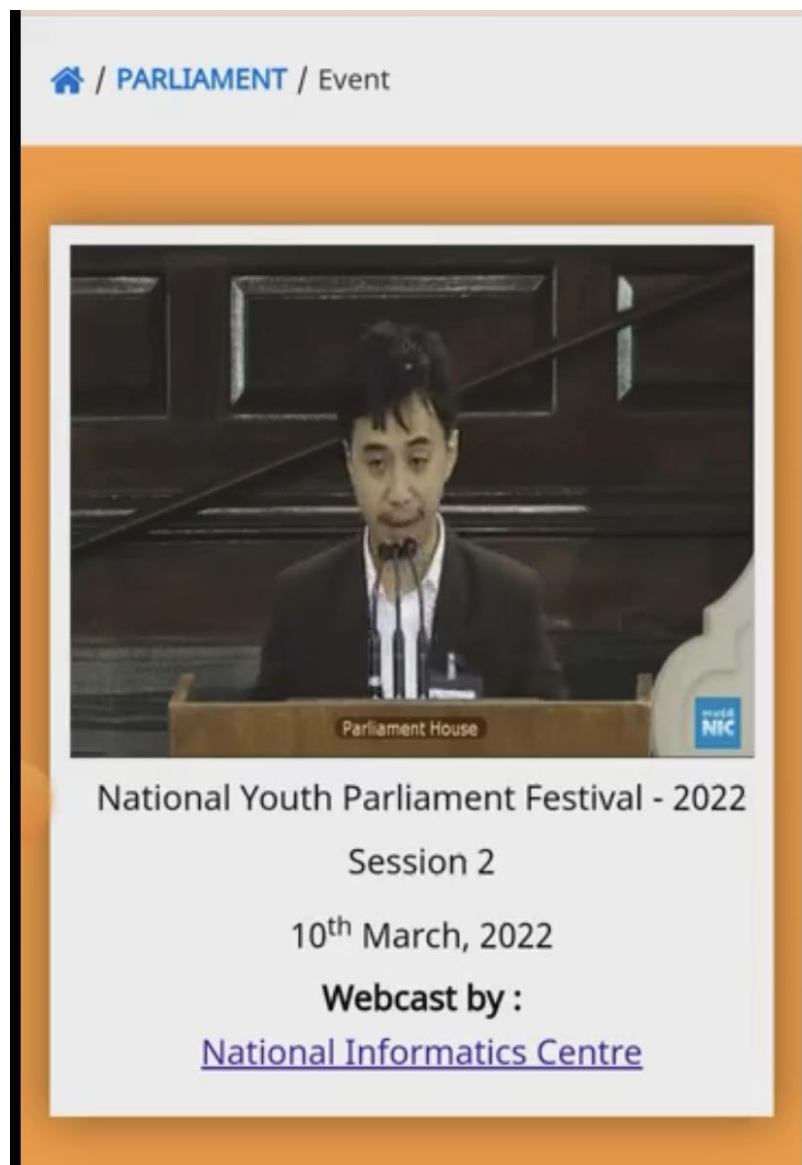 / PARLIAMENT / Event
Parliament House
NIC
National Youth Parliament Festival - 2022
Session 2
10th March, 2022
Webcast by :
National Informatics Centre